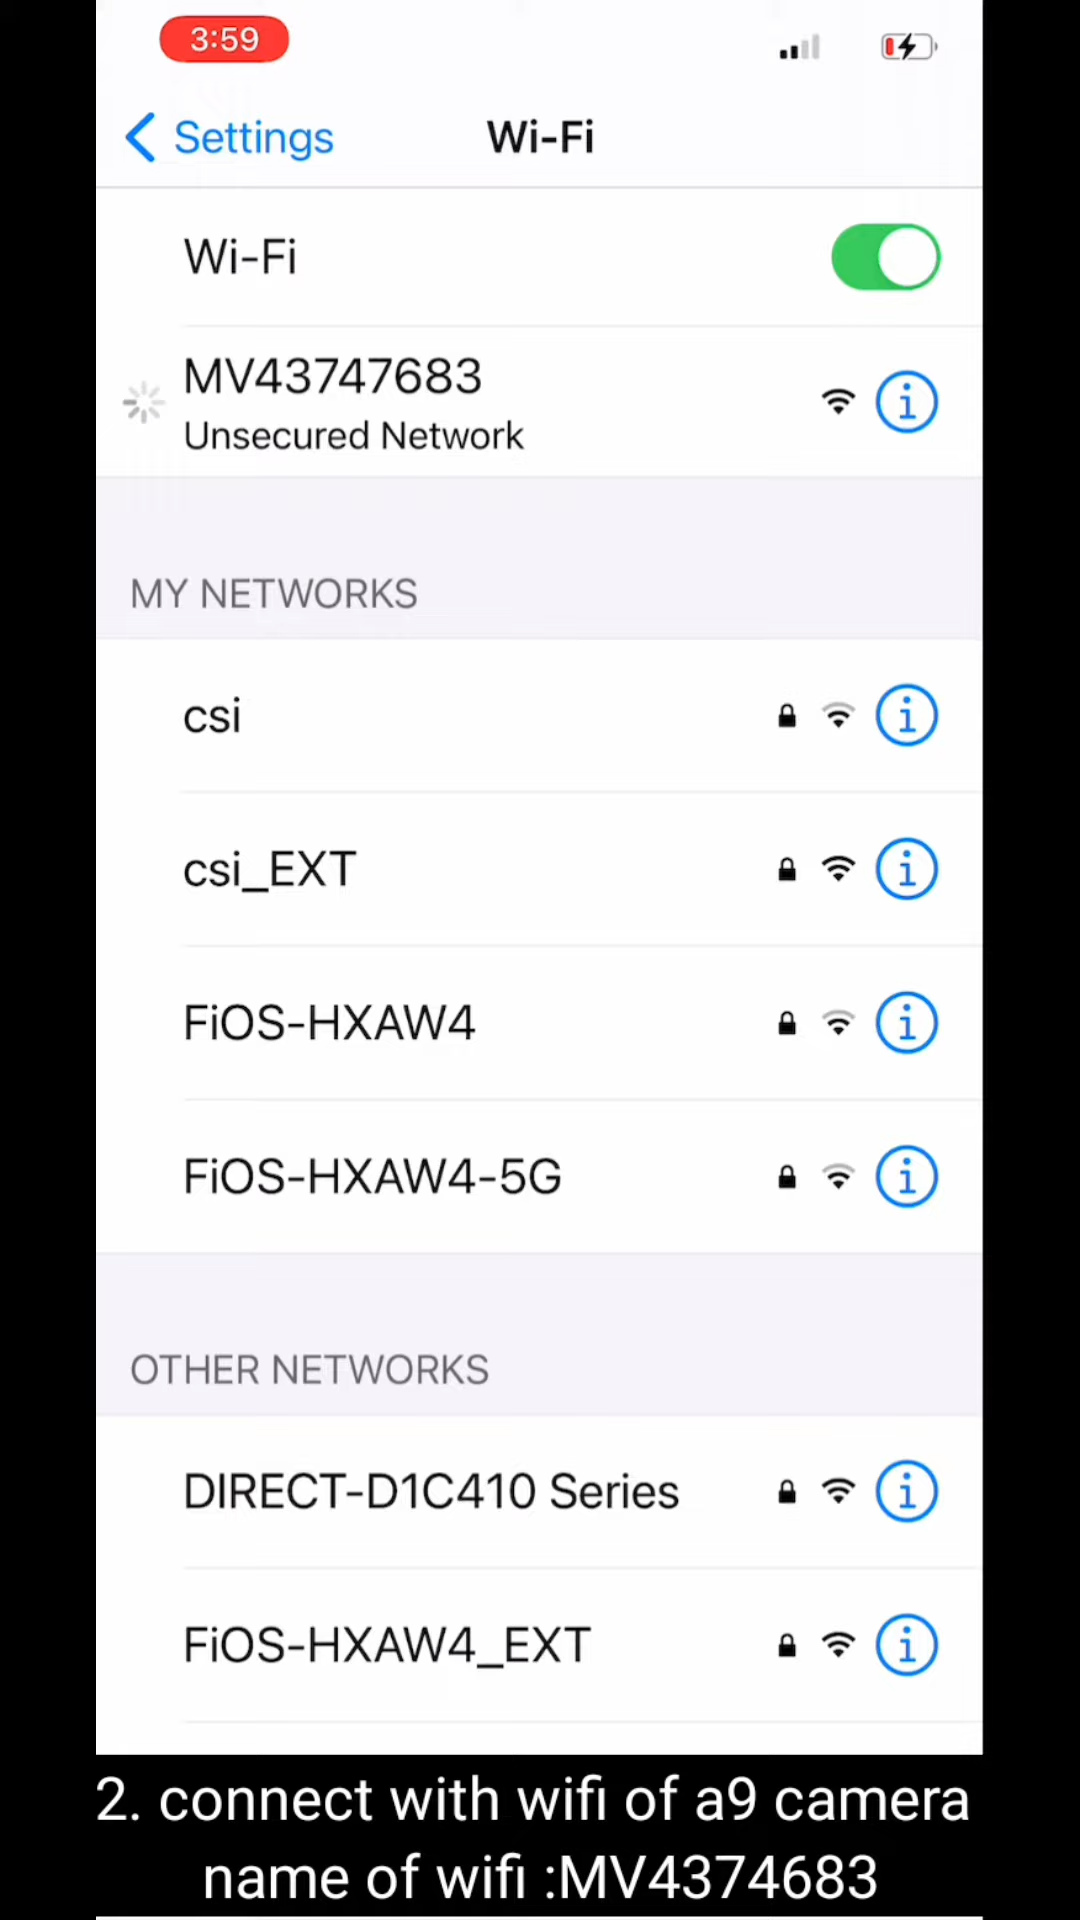 3:59
Settings
Wi-Fi
Wi-Fi
MV43747683
Unsecured Network
MY NETWORKS
csi
csi_EXT
FiOS-HXAW4
FiOS-HXAW4-5G
OTHER NETWORKS
DIRECT-D1C410 Series
FiOS-HXAW4_EXT
2. connect with wifi of a9 camera
name of wifi :MV4374683